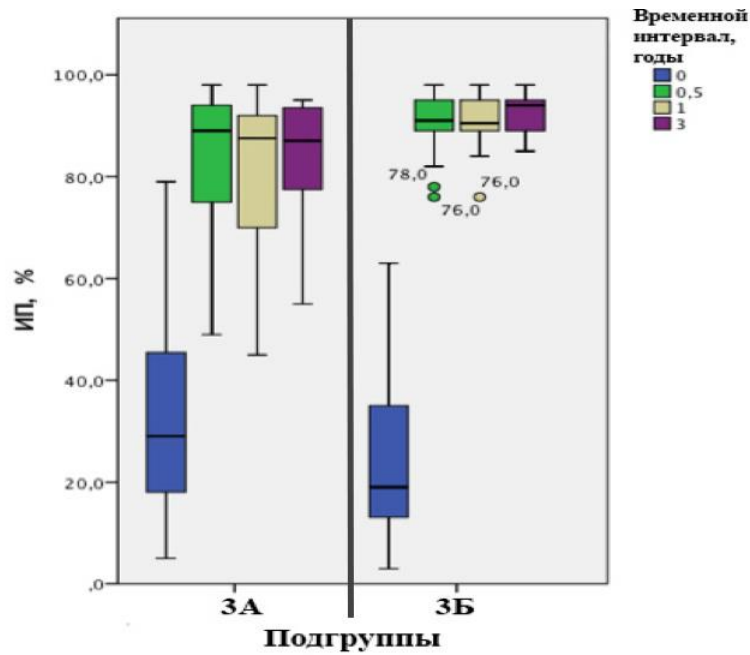 Временной
интервал,
годы
0
0,5
1
3
100,0
80,0
60,0
40,0
20,0
,0
ИП, %
78,0
76,0
76,0
3А
3Б
Подгруппы